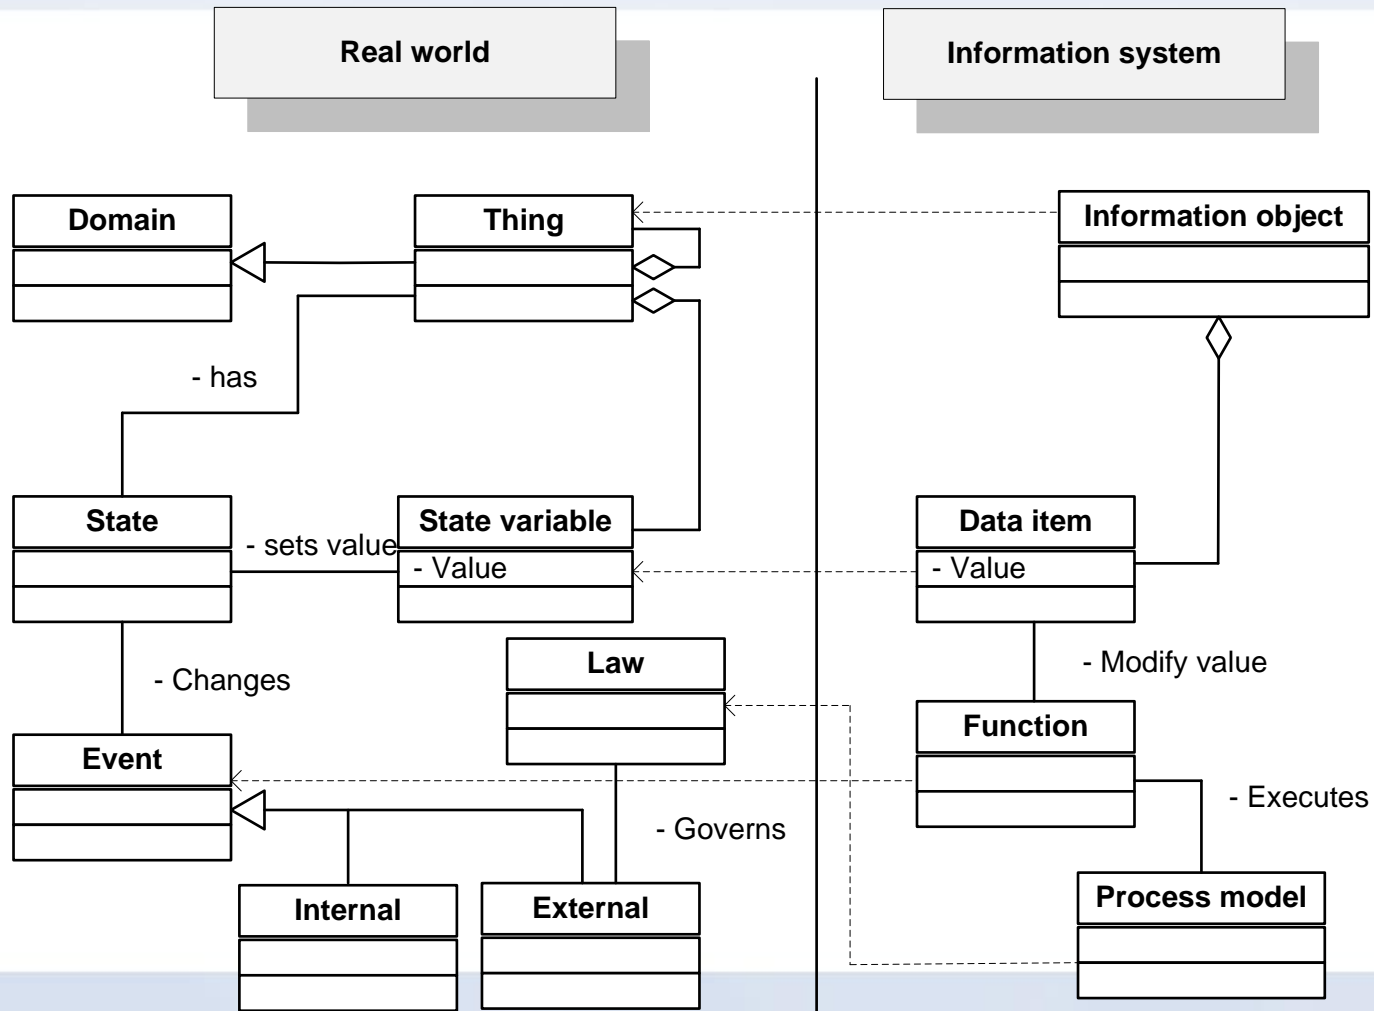 Real world
Information system
Domain
Thing
Information object
- has
State
State variable
Data item
- sets value
- Value
- Value
Law
- Modify value
- Changes
Function
Event
- Executes
- Governs
Internal
External
Process model